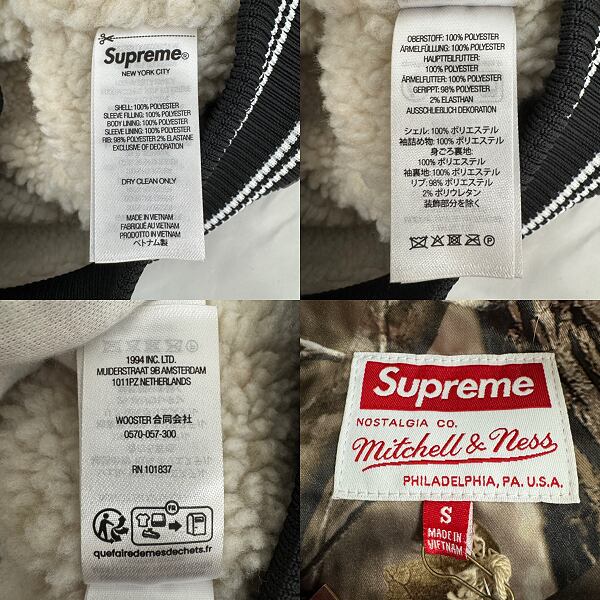 Supreme®
NEW YORK CITY
SHELL: 100% POLYESTER
SLEEVE FILLING: 100% POLYESTER
BODY LINING: 100% POLYESTER
SLEEVE LINING: 100% POLYESTER
RIB: 98% POLYESTER 2% ELASTANE
EXCLUSIVE OF DECORATION
DRY CLEAN ONLY
MADE IN VIETNAM
FABRIQUÉ AU VIETNAM
PRODOTTO IN VIETNAM
ベトナム製
OBERSTOFF: 100% POLYESTER
ÄRMELFÜLLUNG: 100% POLYESTER
HAUPTTEILFUTTER:
100% POLYESTER
ÄRMELFUTTER: 100% POLYESTER
GERIPPT: 98% POLYESTER
2% ELASTHAN
AUSSCHLIEBLICH DEKORATION
シェル: 100% ポリエステル
袖詰め物: 100% ポリエステル
身ごろ裏地:
100% ポリエステル
袖裏地: 100% ポリエステル
リブ: 98% ポリエステル
2% ポリウレタン
装飾部分を除く
1994 INC. LTD.
MUIDERSTRAAT 9B AMSTERDAM
1011PZ NETHERLANDS
WOOSTER 合同会社
0570-057-300
RN 101837
FR
quefairedemesdechets.fr
Supreme
NOSTALGIA CO.
Mitchell & Ness
PHILADELPHIA, PA. U.S.A.
S
MADE IN
VIETNAM